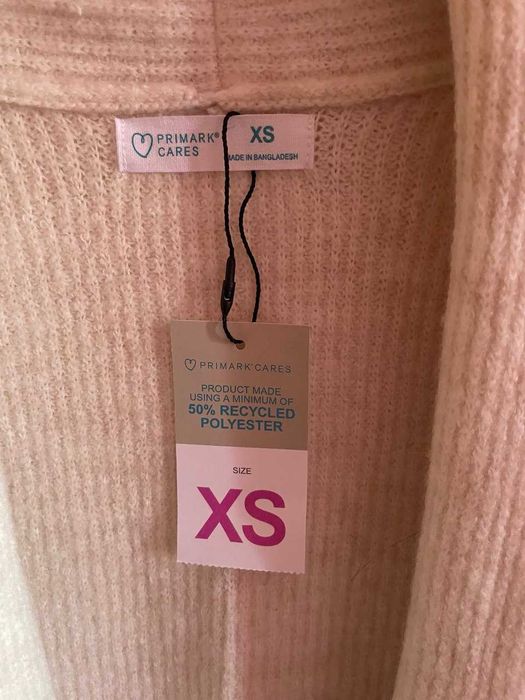 PRIMARK®
CARES
XS
MADE IN BANGLADESH
PRIMARK® CARES
PRODUCT MADE
USING A MINIMUM OF
50% RECYCLED
POLYESTER
SIZE
XS